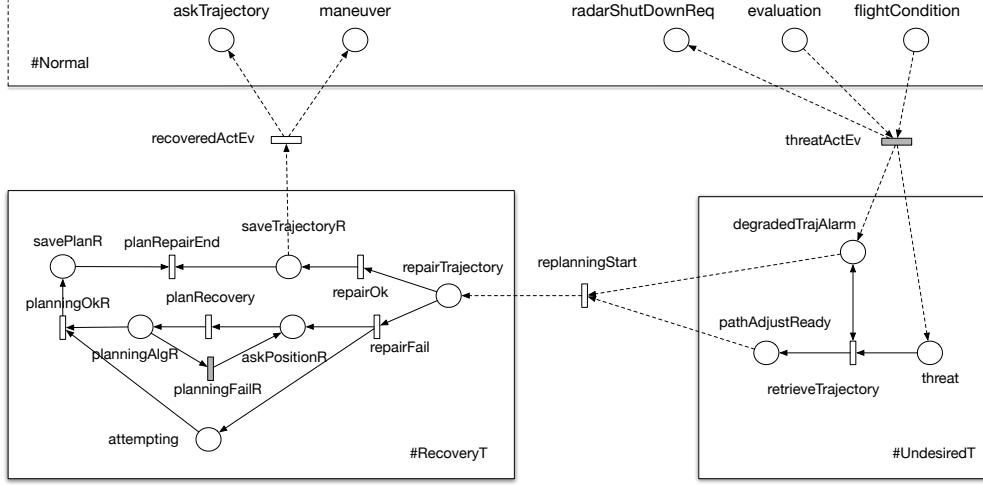 askTrajectory
maneuver
radarShutDownReq
evaluation
flightCondition
#Normal
recoveredActEv
threatActEv
saveTrajectoryR
degradedTrajAlarm
savePlanR
planRepairEnd
repairTrajectory
replanningStart
planningOkR
planRecovery
repairOk
pathAdjustReady
planningAlgR
askPositionR
repairFail
planningFailR
retrieveTrajectory
threat
attempting
#RecoveryT
#UndesiredT